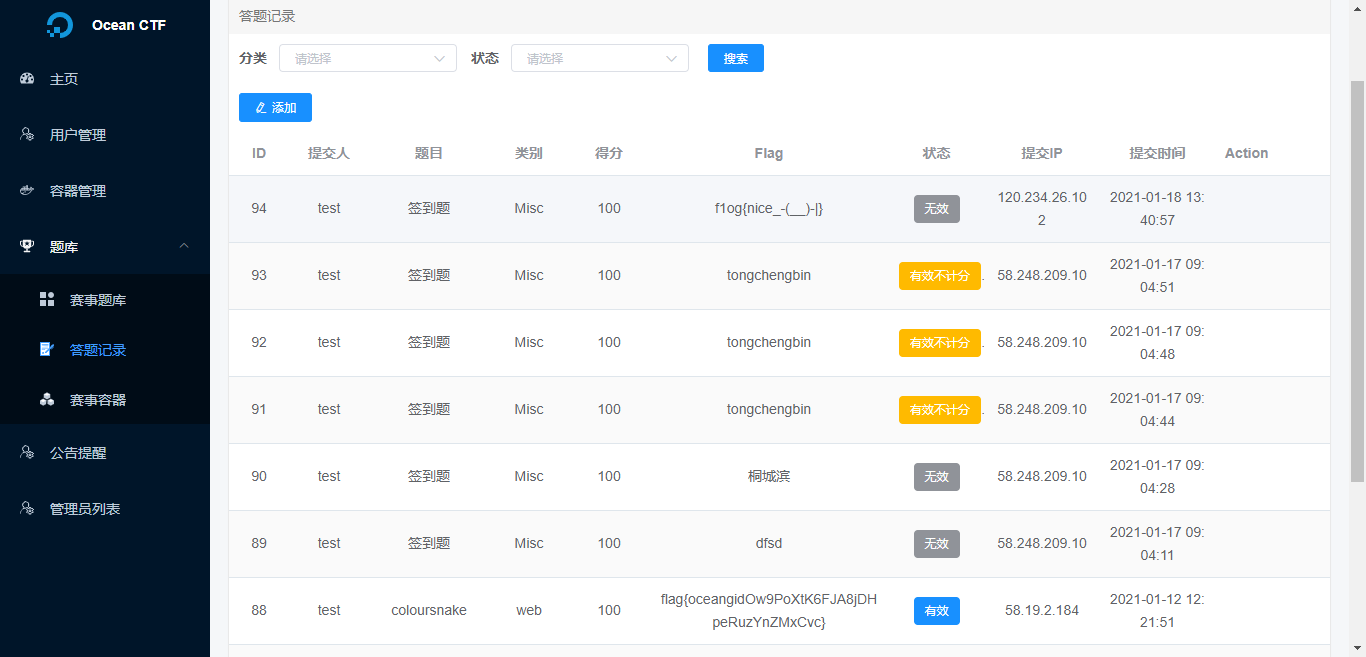 Ocean CTF
主页
用户管理
容器管理
题库
赛事题库
答题记录
赛事容器
公告提醒
管理员列表
答题记录
分类 请选择 状态 请选择 搜索
添加
ID 提交人 题目 类别 得分 Flag 状态 提交IP 提交时间 Action
94 test 签到题 Misc 100 f1og{nice_-(__)-|} 无效 120.234.26.10 2021-01-18 13:
2 40:57
93 test 签到题 Misc 100 tongchengbin 有效不计分 58.248.209.10 2021-01-17 09:
04:51
92 test 签到题 Misc 100 tongchengbin 有效不计分 58.248.209.10 2021-01-17 09:
04:48
91 test 签到题 Misc 100 tongchengbin 有效不计分 58.248.209.10 2021-01-17 09:
04:44
90 test 签到题 Misc 100 桐城滨 无效 58.248.209.10 2021-01-17 09:
04:28
89 test 签到题 Misc 100 dfsd 无效 58.248.209.10 2021-01-17 09:
04:11
88 test coloursnake web 100 flag{oceangidOw9PoXtK6FJA8jDH 有效 58.19.2.184 2021-01-12 12:
peRuzYnZMxCvc} 21:51